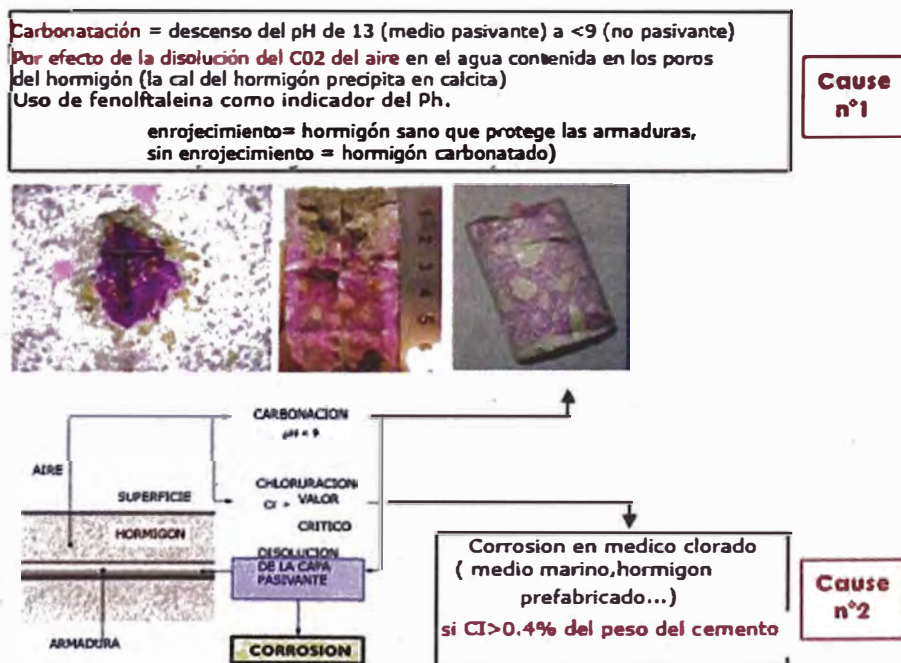 Carbonatación = descenso del pH de 13 (medio pasivante) a <9 (no pasivante)
Por efecto de la disolución del C02 del aire en el agua contenida en los poros
del hormigón (la cal del hormigón precipita en calcita)
Uso de fenolftaleina como indicador del Ph.
enrojecimiento= hormigón sano que protege las armaduras,
sin enrojecimiento = hormigón carbonatado)
Cause
n°1
CARBONACION
pH < 9
AIRE
SUPERFICIE
CHLORURACION
Cl > VALOR
CRITICO
HORMIGON
DISOLUCION
DE LA CAPA
PASIVANTE
ARMADURA
CORROSION
Corrosion en medico clorado
( medio marino,hormigon
prefabricado...)
si CI>0.4% del peso del cemento
Cause
n°2